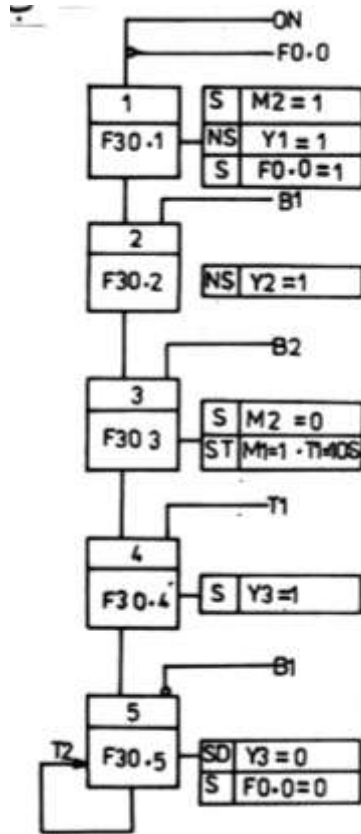 ON
F0.0
1
F30.1
S M2=1
NS Y1=1
S F0.0=1
B1
2
F30.2
NS Y2=1
B2
3
F30 3
S M2=0
ST M1=1 · T1=10S
T1
4
F30.4
S Y3=1
B1
5
T2
F30.5
SD Y3=0
S F0.0=0